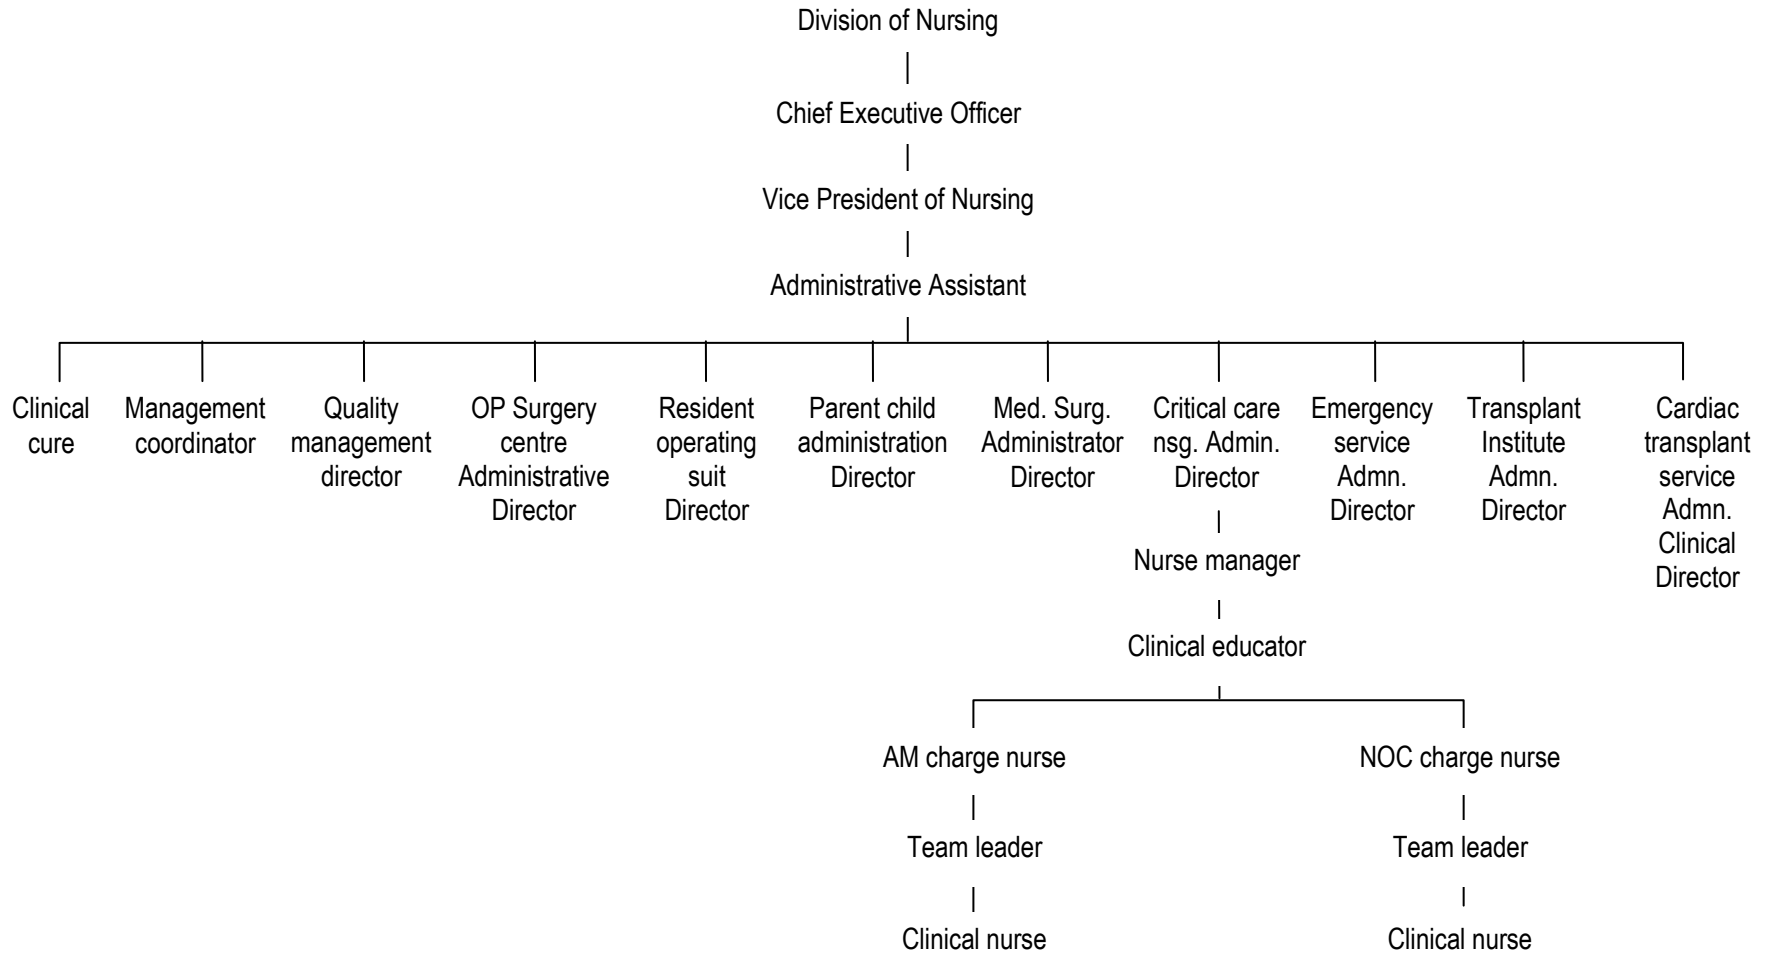 Division of Nursing
Chief Executive Officer
Vice President of Nursing
Administrative Assistant
Clinical
cure
Management
coordinator
Quality
management
director
OP Surgery
centre
Administrative
Director
Resident
operating
suit
Director
Parent child
administration
Director
Med. Surg.
Administrator
Director
Critical care
nsg. Admin.
Director
Emergency
service
Admn.
Director
Transplant
Institute
Admn.
Director
Cardiac
transplant
service
Admn.
Clinical
Director
Nurse manager
Clinical educator
AM charge nurse
NOC charge nurse
Team leader
Team leader
Clinical nurse
Clinical nurse